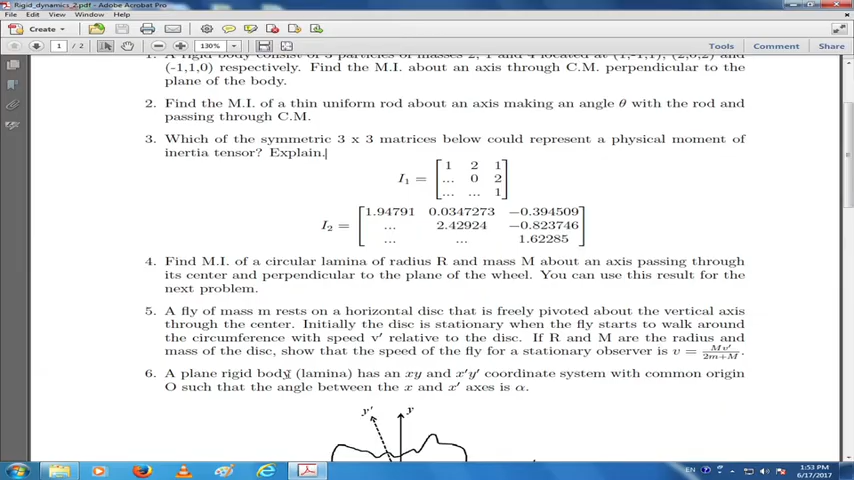 Rigid_dynamics_2.pdf - Adobe Acrobat Pro
File Edit View Window Help
Create
1 / 2 130% Tools Comment Share
1. A rigid body consist of 3 particles of masses 2, 1 and 4 located at (1,-1,1), (2,0,2) and
(-1,1,0) respectively. Find the M.I. about an axis through C.M. perpendicular to the
plane of the body.
2. Find the M.I. of a thin uniform rod about an axis making an angle θ with the rod and
passing through C.M.
3. Which of the symmetric 3 x 3 matrices below could represent a physical moment of
inertia tensor? Explain.
1 2 1
I₁ = ... 0 2
... ... 1
1.94791 0.0347273 −0.394509
I₂ = ... 2.42924 −0.823746
... ... 1.62285
4. Find M.I. of a circular lamina of radius R and mass M about an axis passing through
its center and perpendicular to the plane of the wheel. You can use this result for the
next problem.
5. A fly of mass m rests on a horizontal disc that is freely pivoted about the vertical axis
through the center. Initially the disc is stationary when the fly starts to walk around
the circumference with speed v′ relative to the disc. If R and M are the radius and
mass of the disc, show that the speed of the fly for a stationary observer is v = Mv′/(2m+M).
6. A plane rigid body (lamina) has an xy and x′y′ coordinate system with common origin
O such that the angle between the x and x′ axes is α.
y′ y
EN 1:53 PM
6/17/2017